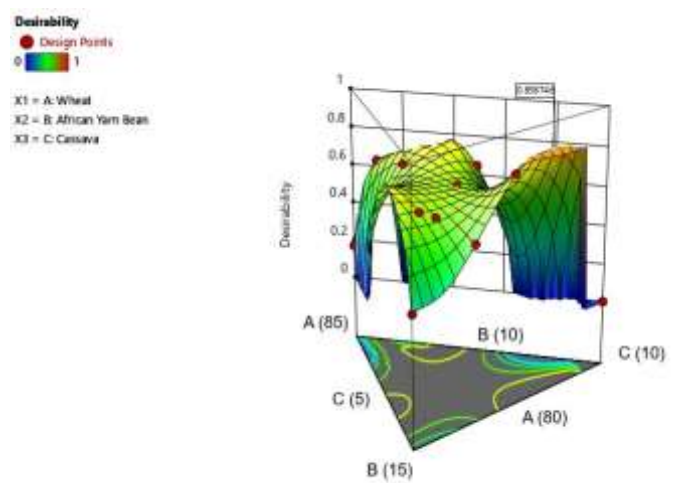 Desirability
Design Points
0 1
X1 = A: Wheat
X2 = B: African Yam Bean
X3 = C: Cassava
1
0.8
0.6
0.4
0.2
0
Desirability
A (85)
B (10)
C (10)
C (5)
A (80)
B (15)